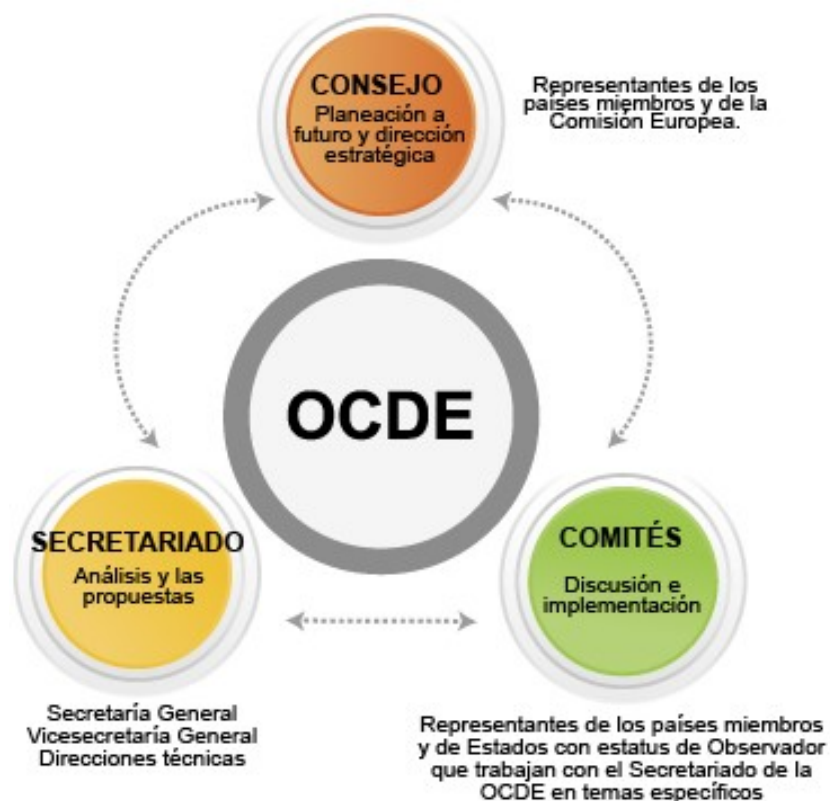 CONSEJO
Planeación a
futuro y dirección
estratégica
Representantes de los
países miembros y de la
Comisión Europea.
OCDE
SECRETARIADO
Análisis y las
propuestas
COMITÉS
Discusión e
implementación
Secretaría General
Vicesecretaría General
Direcciones técnicas
Representantes de los países miembros
y de Estados con estatus de Observador
que trabajan con el Secretariado de la
OCDE en temas específicos